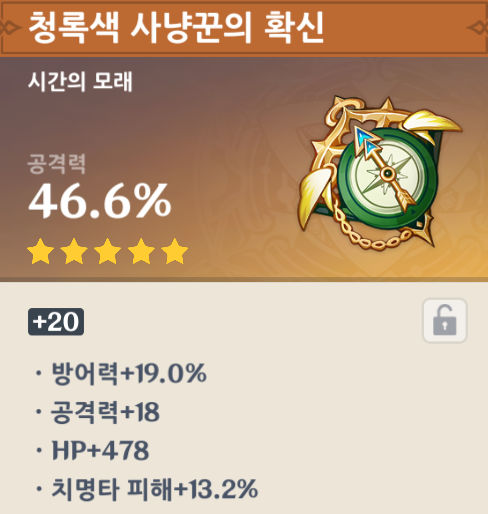 청록색 사냥꾼의 확신
시간의 모래
공격력
46.6%
+20
· 방어력+19.0%
· 공격력+18
· HP+478
· 치명타 피해+13.2%